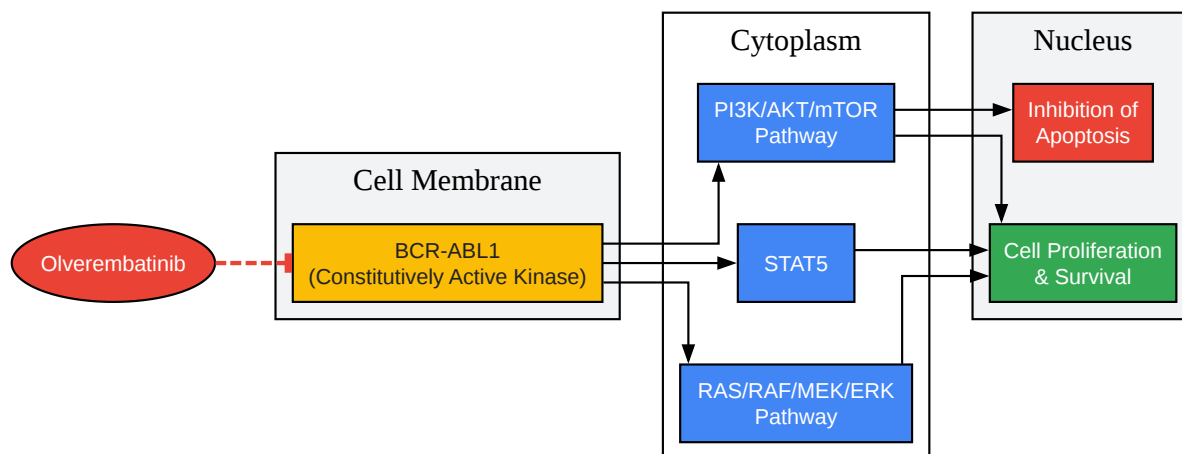 Cytoplasm
Nucleus
PI3K/AKT/mTOR
Pathway
Inhibition of
Apoptosis
Cell Membrane
Olverembatinib
BCR-ABL1
(Constitutively Active Kinase)
STAT5
Cell Proliferation
& Survival
RAS/RAF/MEK/ERK
Pathway